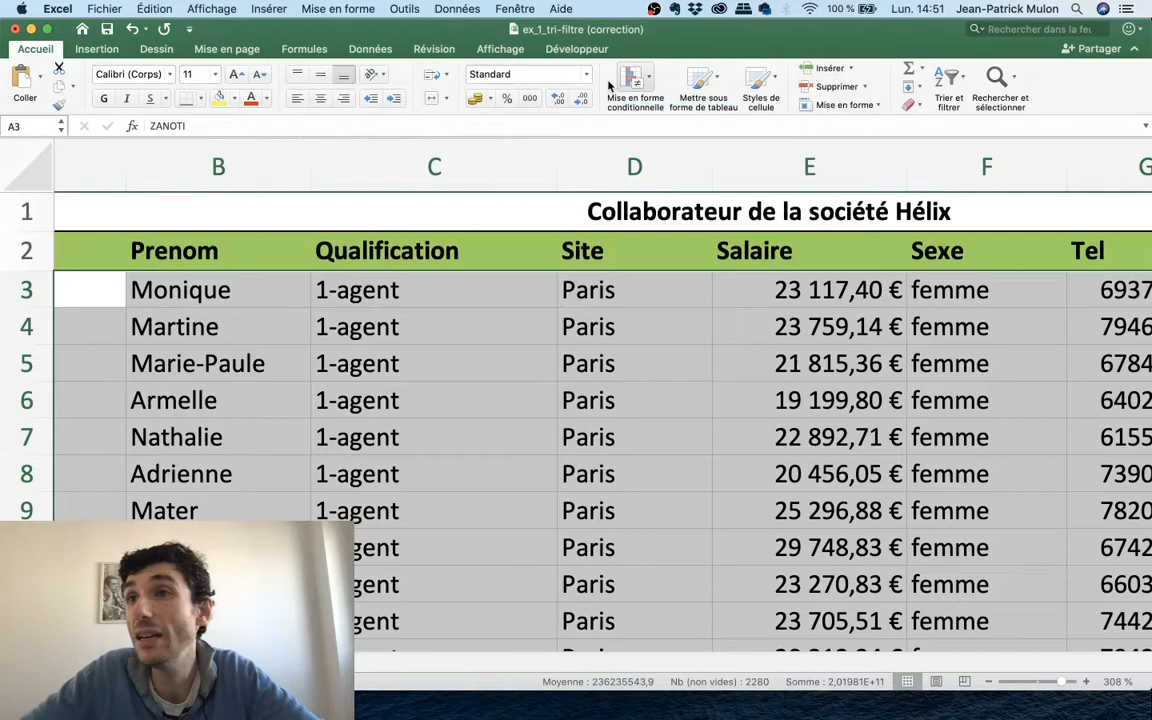 Excel Fichier Édition Affichage Insérer Mise en forme Outils Données Fenêtre Aide 100 % Lun. 14:51 Jean-Patrick Mulon
ex_1_tri-filtre (correction) Rechercher dans la feu
Accueil Insertion Dessin Mise en page Formules Données Révision Affichage Développeur Partager
Coller Calibri (Corps) 11 A A Standard Mise en forme conditionnelle Mettre sous forme de tableau Styles de cellule Insérer Supprimer Mise en forme Trier et filtrer Rechercher et sélectionner
G I S A % 000
A3 fx ZANOTI
B C D E F G
1 Collaborateur de la société Hélix
2 Prenom Qualification Site Salaire Sexe Tel
3 Monique 1-agent Paris 23 117,40 € femme 6937
4 Martine 1-agent Paris 23 759,14 € femme 7946
5 Marie-Paule 1-agent Paris 21 815,36 € femme 6784
6 Armelle 1-agent Paris 19 199,80 € femme 6402
7 Nathalie 1-agent Paris 22 892,71 € femme 6155
8 Adrienne 1-agent Paris 20 456,05 € femme 7390
9 Mater 1-agent Paris 25 296,88 € femme 7820
gent Paris 29 748,83 € femme 6742
gent Paris 23 270,83 € femme 6603
gent Paris 23 705,51 € femme 7442
Moyenne : 236235543,9 Nb (non vides) : 2280 Somme : 2,01981E+11 308 %